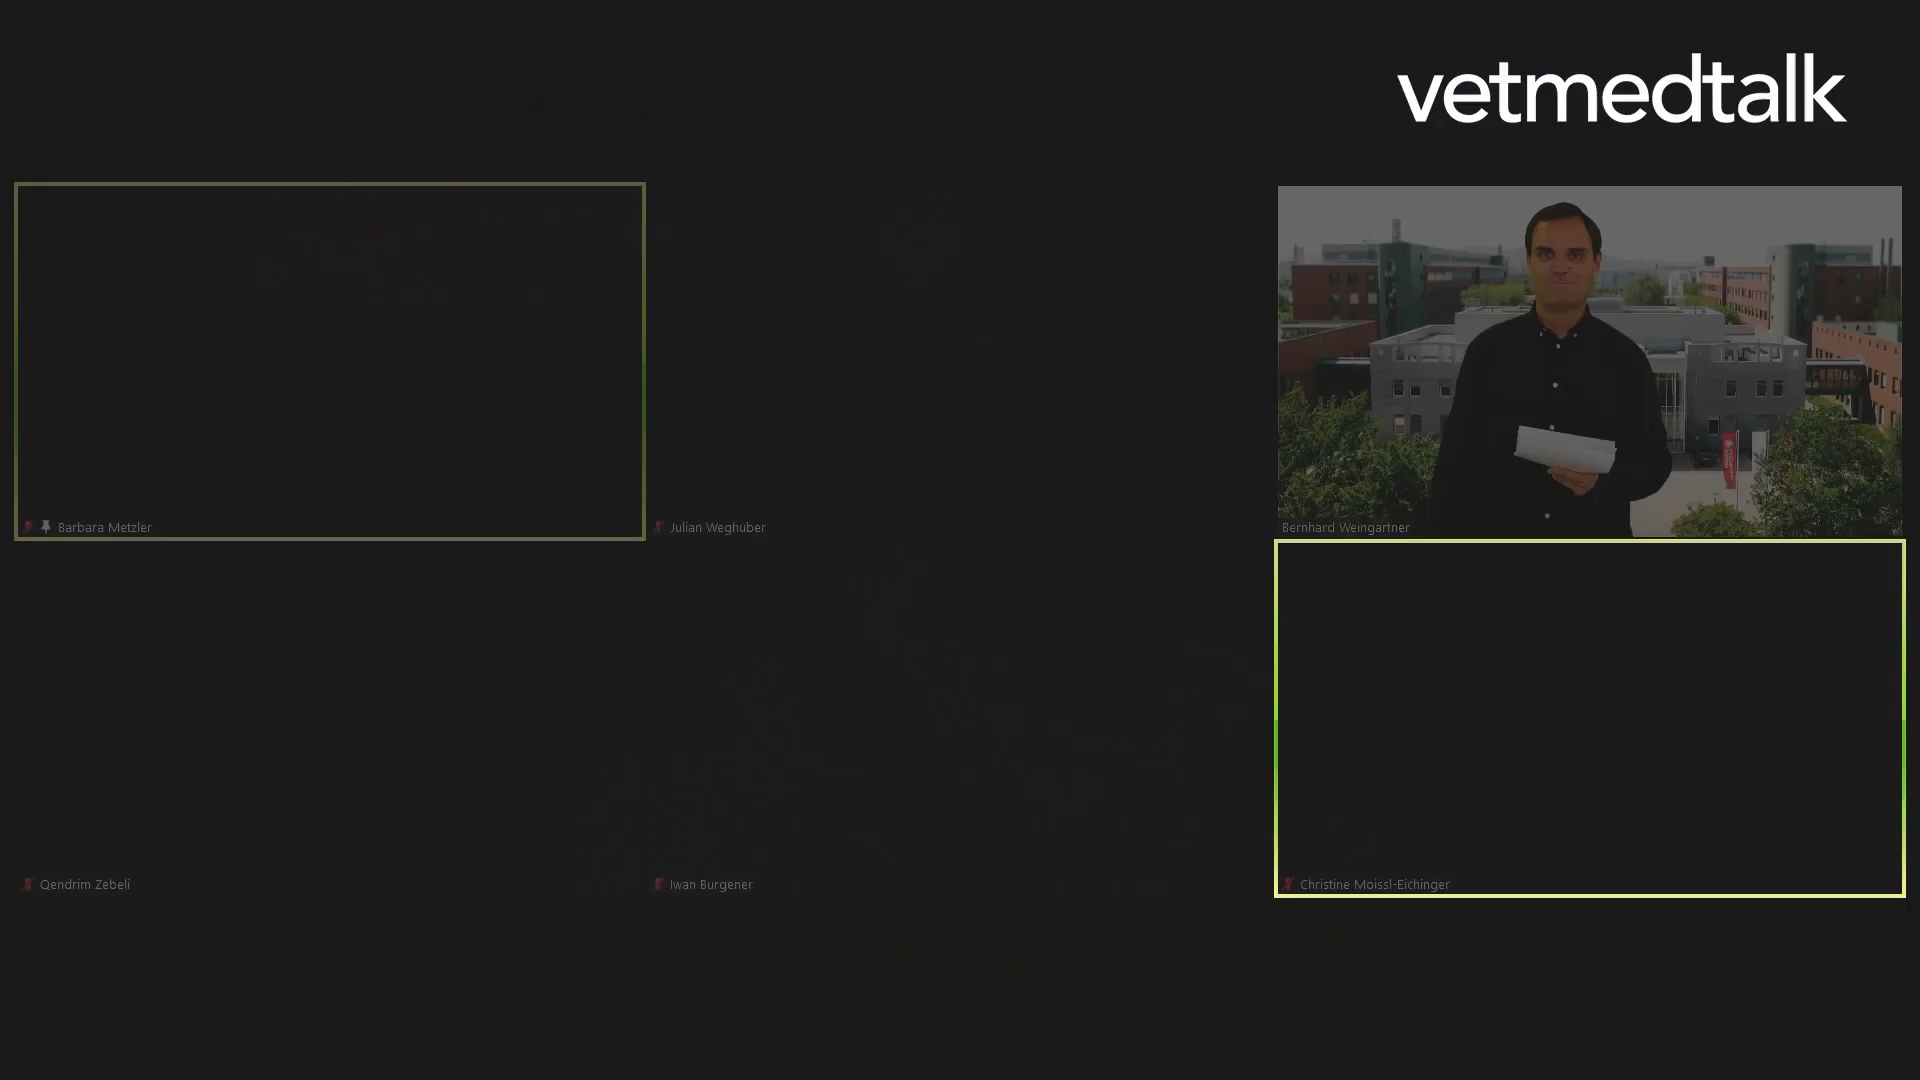 vetmedtalk
Barbara Metzler
Julian Weghuber
Bernhard Weingartner
Qendrim Zebeli
Iwan Burgener
Christine Moissl-Eichinger